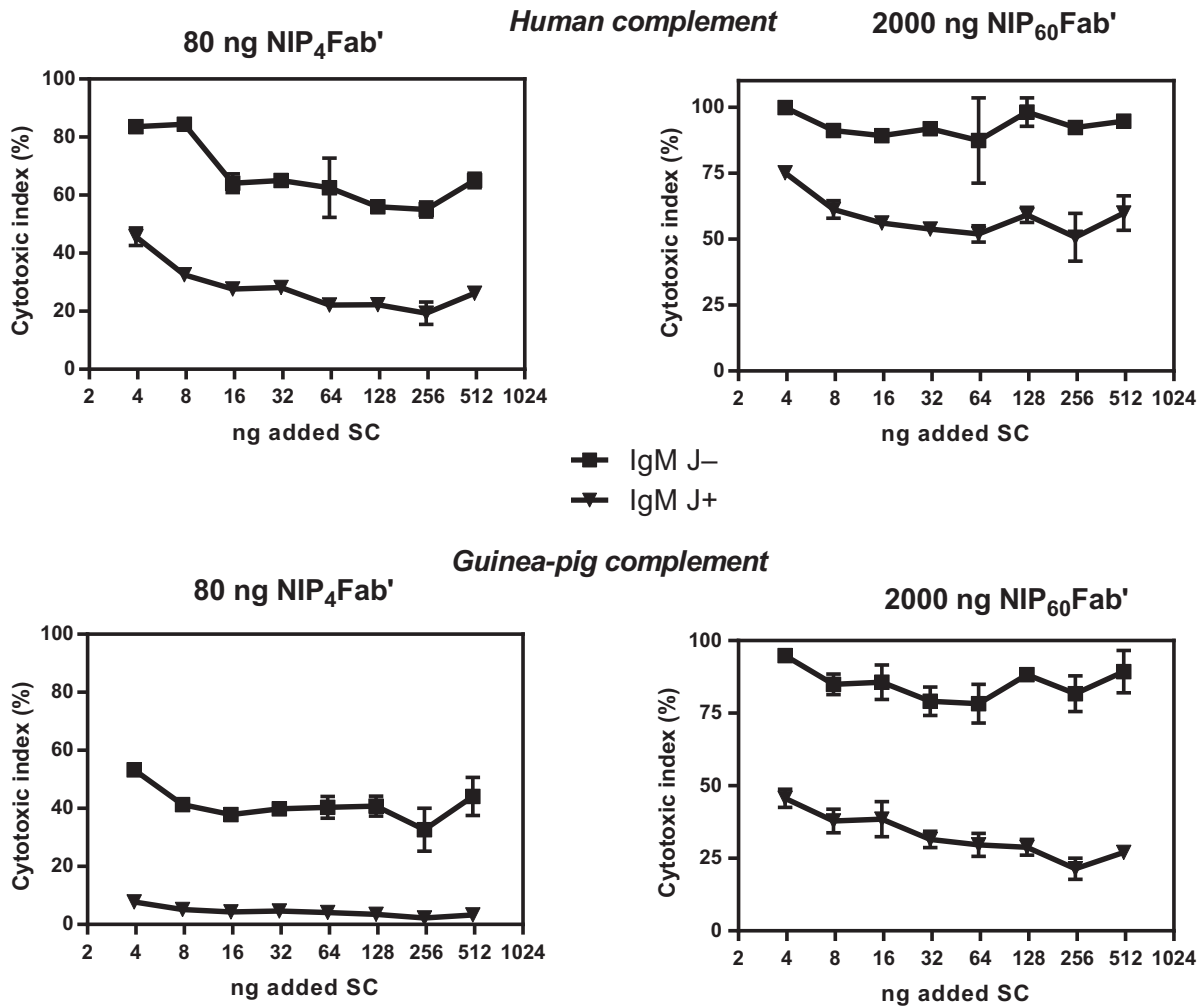 Human complement
80 ng NIP4Fab'
2000 ng NIP60Fab'
Cytotoxic index (%)
100
80
60
40
20
0
2 4 8 16 32 64 128 256 512 1024
ng added SC
Cytotoxic index (%)
100
75
50
25
0
2 4 8 16 32 64 128 256 512 1024
ng added SC
IgM J–
IgM J+
Guinea-pig complement
80 ng NIP4Fab'
2000 ng NIP60Fab'
Cytotoxic index (%)
100
80
60
40
20
0
2 4 8 16 32 64 128 256 512 1024
ng added SC
Cytotoxic index (%)
100
75
50
25
0
2 4 8 16 32 64 128 256 512 1024
ng added SC